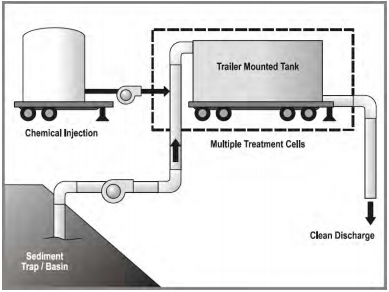 Trailer Mounted Tank
Chemical Injection
Multiple Treatment Cells
Clean Discharge
Sediment
Trap / Basin